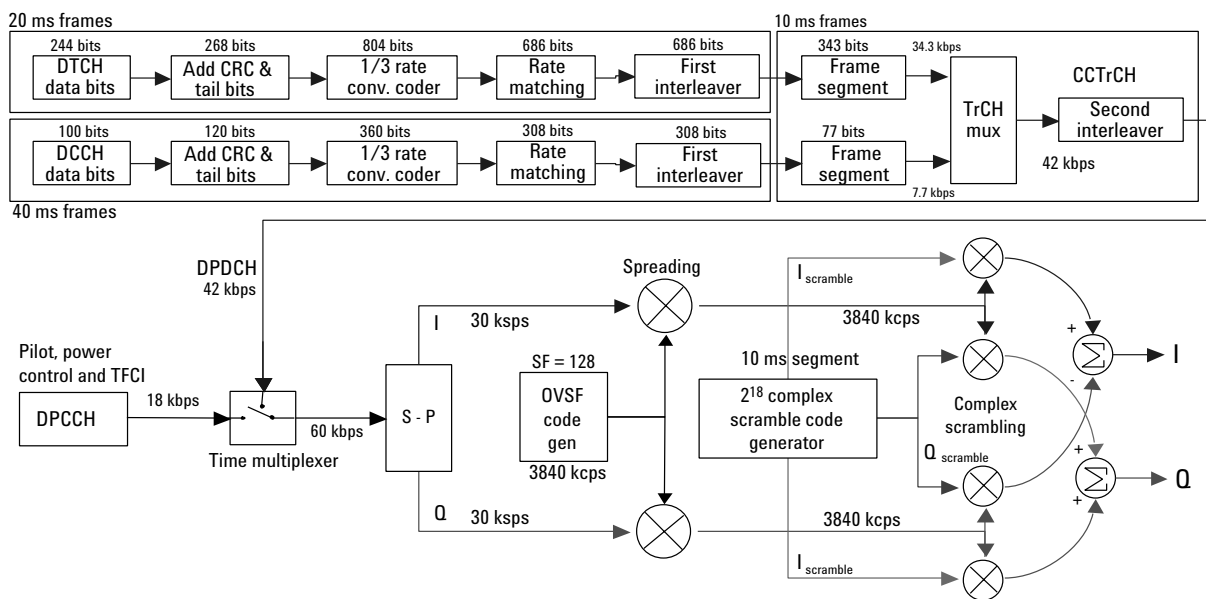 20 ms frames
10 ms frames
244 bits
268 bits
804 bits
686 bits
686 bits
343 bits
34.3 kbps
DTCH
data bits
Add CRC &
tail bits
1/3 rate
conv. coder
Rate
matching
First
interleaver
Frame
segment
TrCH
mux
CCTrCH
Second
interleaver
42 kbps
100 bits
120 bits
360 bits
308 bits
308 bits
77 bits
DCCH
data bits
Add CRC &
tail bits
1/3 rate
conv. coder
Rate
matching
First
interleaver
Frame
segment
7.7 kbps
40 ms frames
DPDCH
42 kbps
Spreading
I scramble
I
30 ksps
3840 kcps
+
Pilot, power
control and TFCI
SF = 128
10 ms segment
Σ
I
-
DPCCH
18 kbps
60 kbps
S - P
OVSF
code
gen
218 complex
scramble code
generator
Complex
scrambling
Time multiplexer
3840 kcps
Q scramble
+
Σ
Q
+
Q
30 ksps
3840 kcps
I scramble